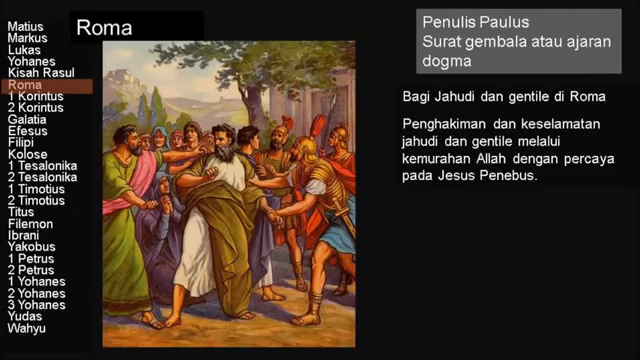 Matius
Markus
Lukas
Yohanes
Kisah Rasul
Roma
1 Korintus
2 Korintus
Galatia
Efesus
Filipi
Kolose
1 Tesalonika
2 Tesalonika
1 Timotius
2 Timotius
Titus
Filemon
Ibrani
Yakobus
1 Petrus
2 Petrus
1 Yohanes
2 Yohanes
3 Yohanes
Yudas
Wahyu
Roma
Penulis Paulus
Surat gembala atau ajaran
dogma
Bagi Jahudi dan gentile di Roma
Penghakiman dan keselamatan
jahudi dan gentile melalui
kemurahan Allah dengan percaya
pada Jesus Penebus.